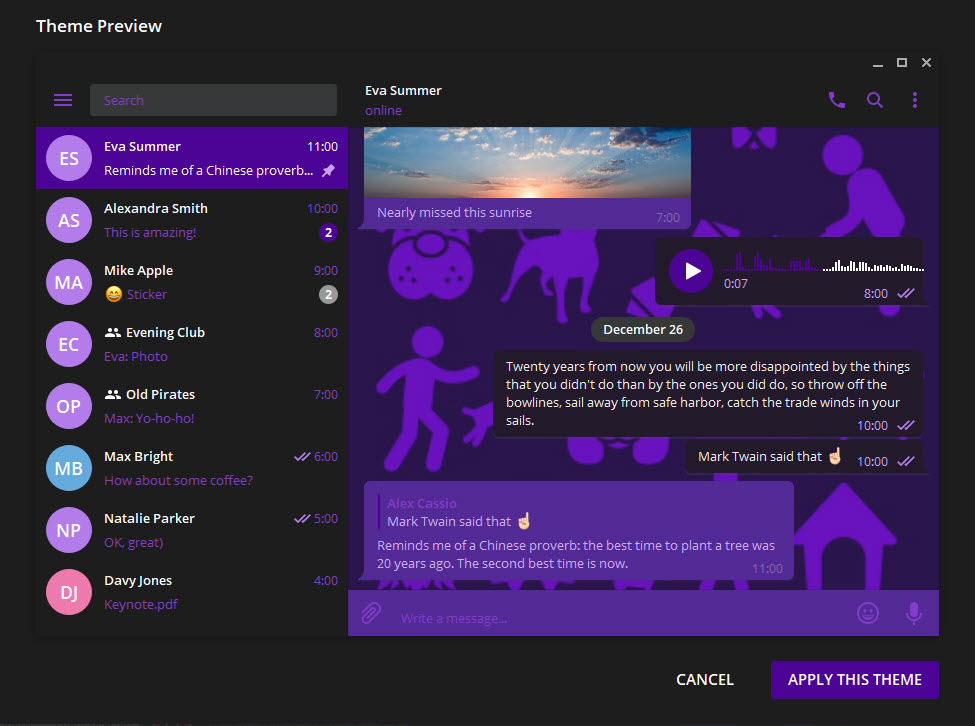 Theme Preview
Search
Eva Summer
online
ES
Eva Summer
11:00
Reminds me of a Chinese proverb...
AS
Alexandra Smith
10:00
This is amazing!
2
MA
Mike Apple
9:00
😄 Sticker
2
EC
Evening Club
8:00
Eva: Photo
OP
Old Pirates
7:00
Max: Yo-ho-ho!
MB
Max Bright
6:00
How about some coffee?
NP
Natalie Parker
5:00
OK, great)
DJ
Davy Jones
4:00
Keynote.pdf
Nearly missed this sunrise
7:00
0:07
8:00
December 26
Twenty years from now you will be more disappointed by the things
that you didn't do than by the ones you did do, so throw off the
bowlines, sail away from safe harbor, catch the trade winds in your
sails.
10:00
Mark Twain said that ☝🏻
10:00
Alex Cassio
Mark Twain said that ☝🏻
Reminds me of a Chinese proverb: the best time to plant a tree was
20 years ago. The second best time is now.
11:00
Write a message...
CANCEL
APPLY THIS THEME